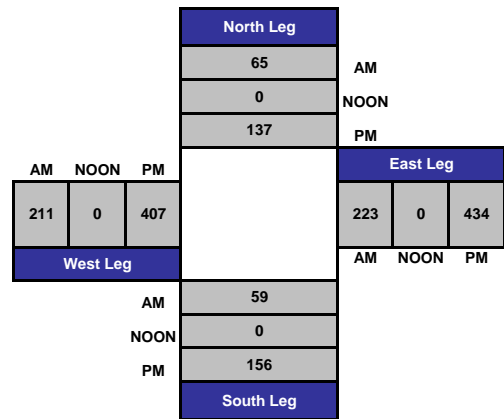 North Leg
65 AM
0 NOON
137 PM
AM NOON PM
East Leg
211 0 407
223 0 434
West Leg
AM NOON PM
AM 59
NOON 0
PM 156
South Leg